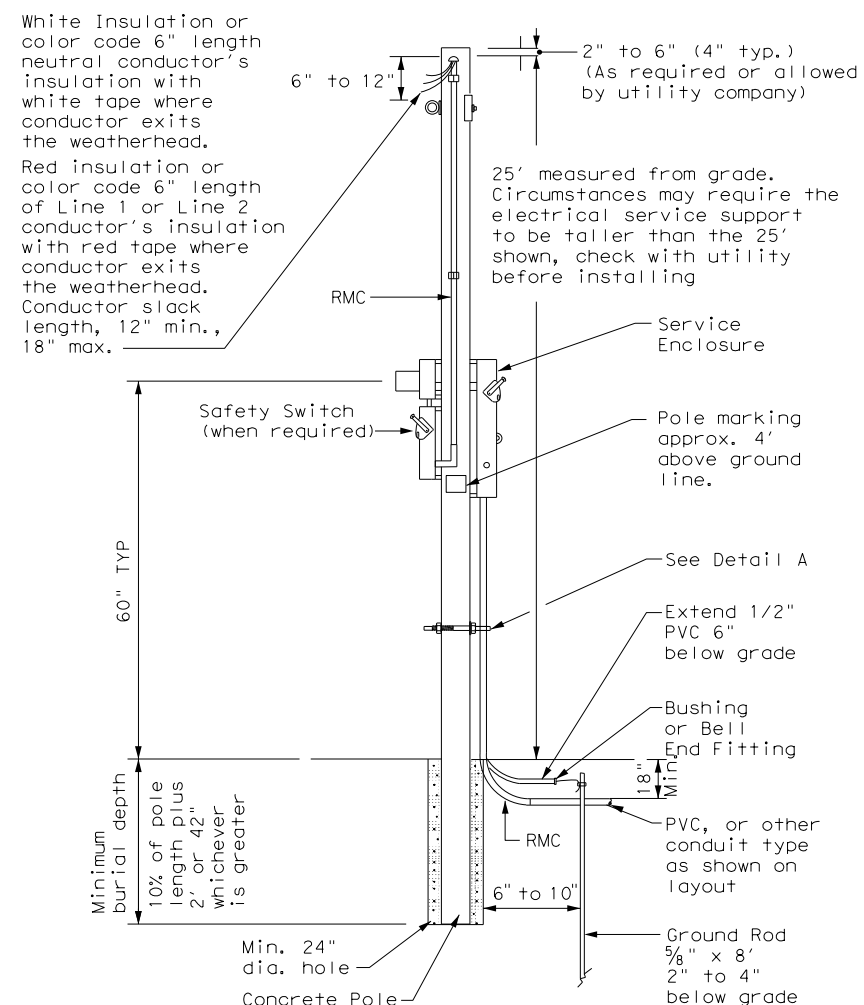 White Insulation or
color code 6" length
neutral conductor's
insulation with
white tape where
conductor exits
the weatherhead.
Red insulation or
color code 6" length
of Line 1 or Line 2
conductor's insulation
with red tape where
conductor exits
the weatherhead.
Conductor slack
length, 12" min.,
18" max.
6" to 12"
2" to 6" (4" typ.)
(As required or allowed
by utility company)
25' measured from grade.
Circumstances may require the
electrical service support
to be taller than the 25'
shown, check with utility
before installing
RMC
Service
Enclosure
Safety Switch
(when required)
Pole marking
approx. 4'
above ground
line.
60" TYP
See Detail A
Extend 1/2"
PVC 6"
below grade
Bushing
or Bell
End Fitting
18"
Min.
Minimum
burial depth
10% of pole
length plus
2' or 42"
whichever
is greater
RMC
PVC, or other
conduit type
as shown on
layout
6" to 10"
Min. 24"
dia. hole
Concrete Pole
Ground Rod
5/8" x 8'
2" to 4"
below grade